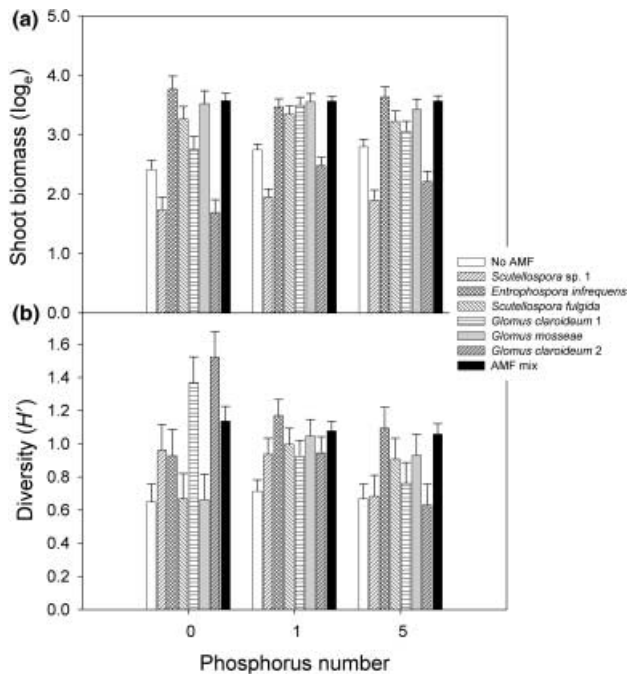 (a)
5.0
4.0
3.0
2.0
1.0
0.0
Shoot biomass (logₑ)
No AMF
Scutellospora sp. 1
Entrophospora infrequens
Scutellospora fulgida
Glomus claroideum 1
Glomus mosseae
Glomus claroideum 2
AMF mix
(b)
1.6
1.4
1.2
1.0
0.8
0.6
0.4
0.2
0.0
Diversity (H′)
0 1 5
Phosphorus number